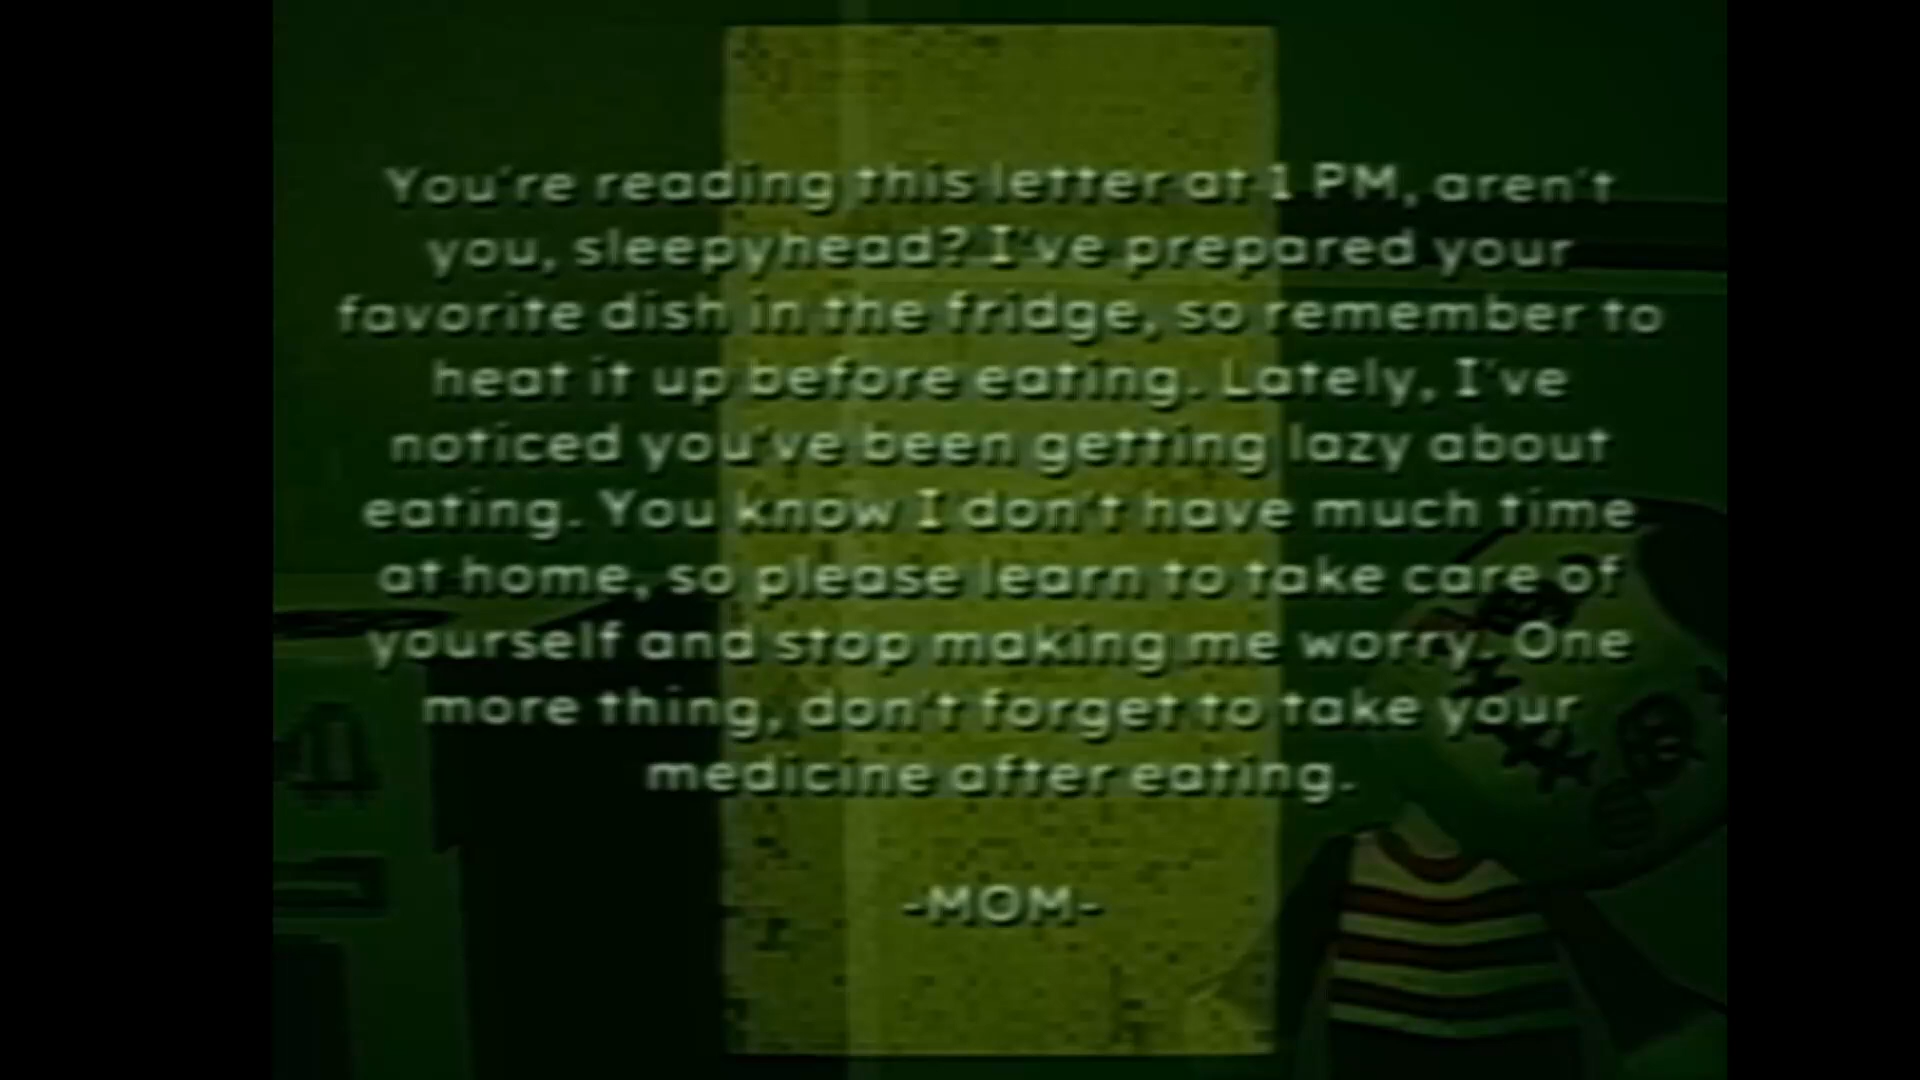 You're reading this letter at 1 PM, aren't
you, sleepyhead? I've prepared your
favorite dish in the fridge, so remember to
heat it up before eating. Lately, I've
noticed you've been getting lazy about
eating. You know I don't have much time
at home, so please learn to take care of
yourself and stop making me worry. One
more thing, don't forget to take your
medicine after eating.
-MOM-